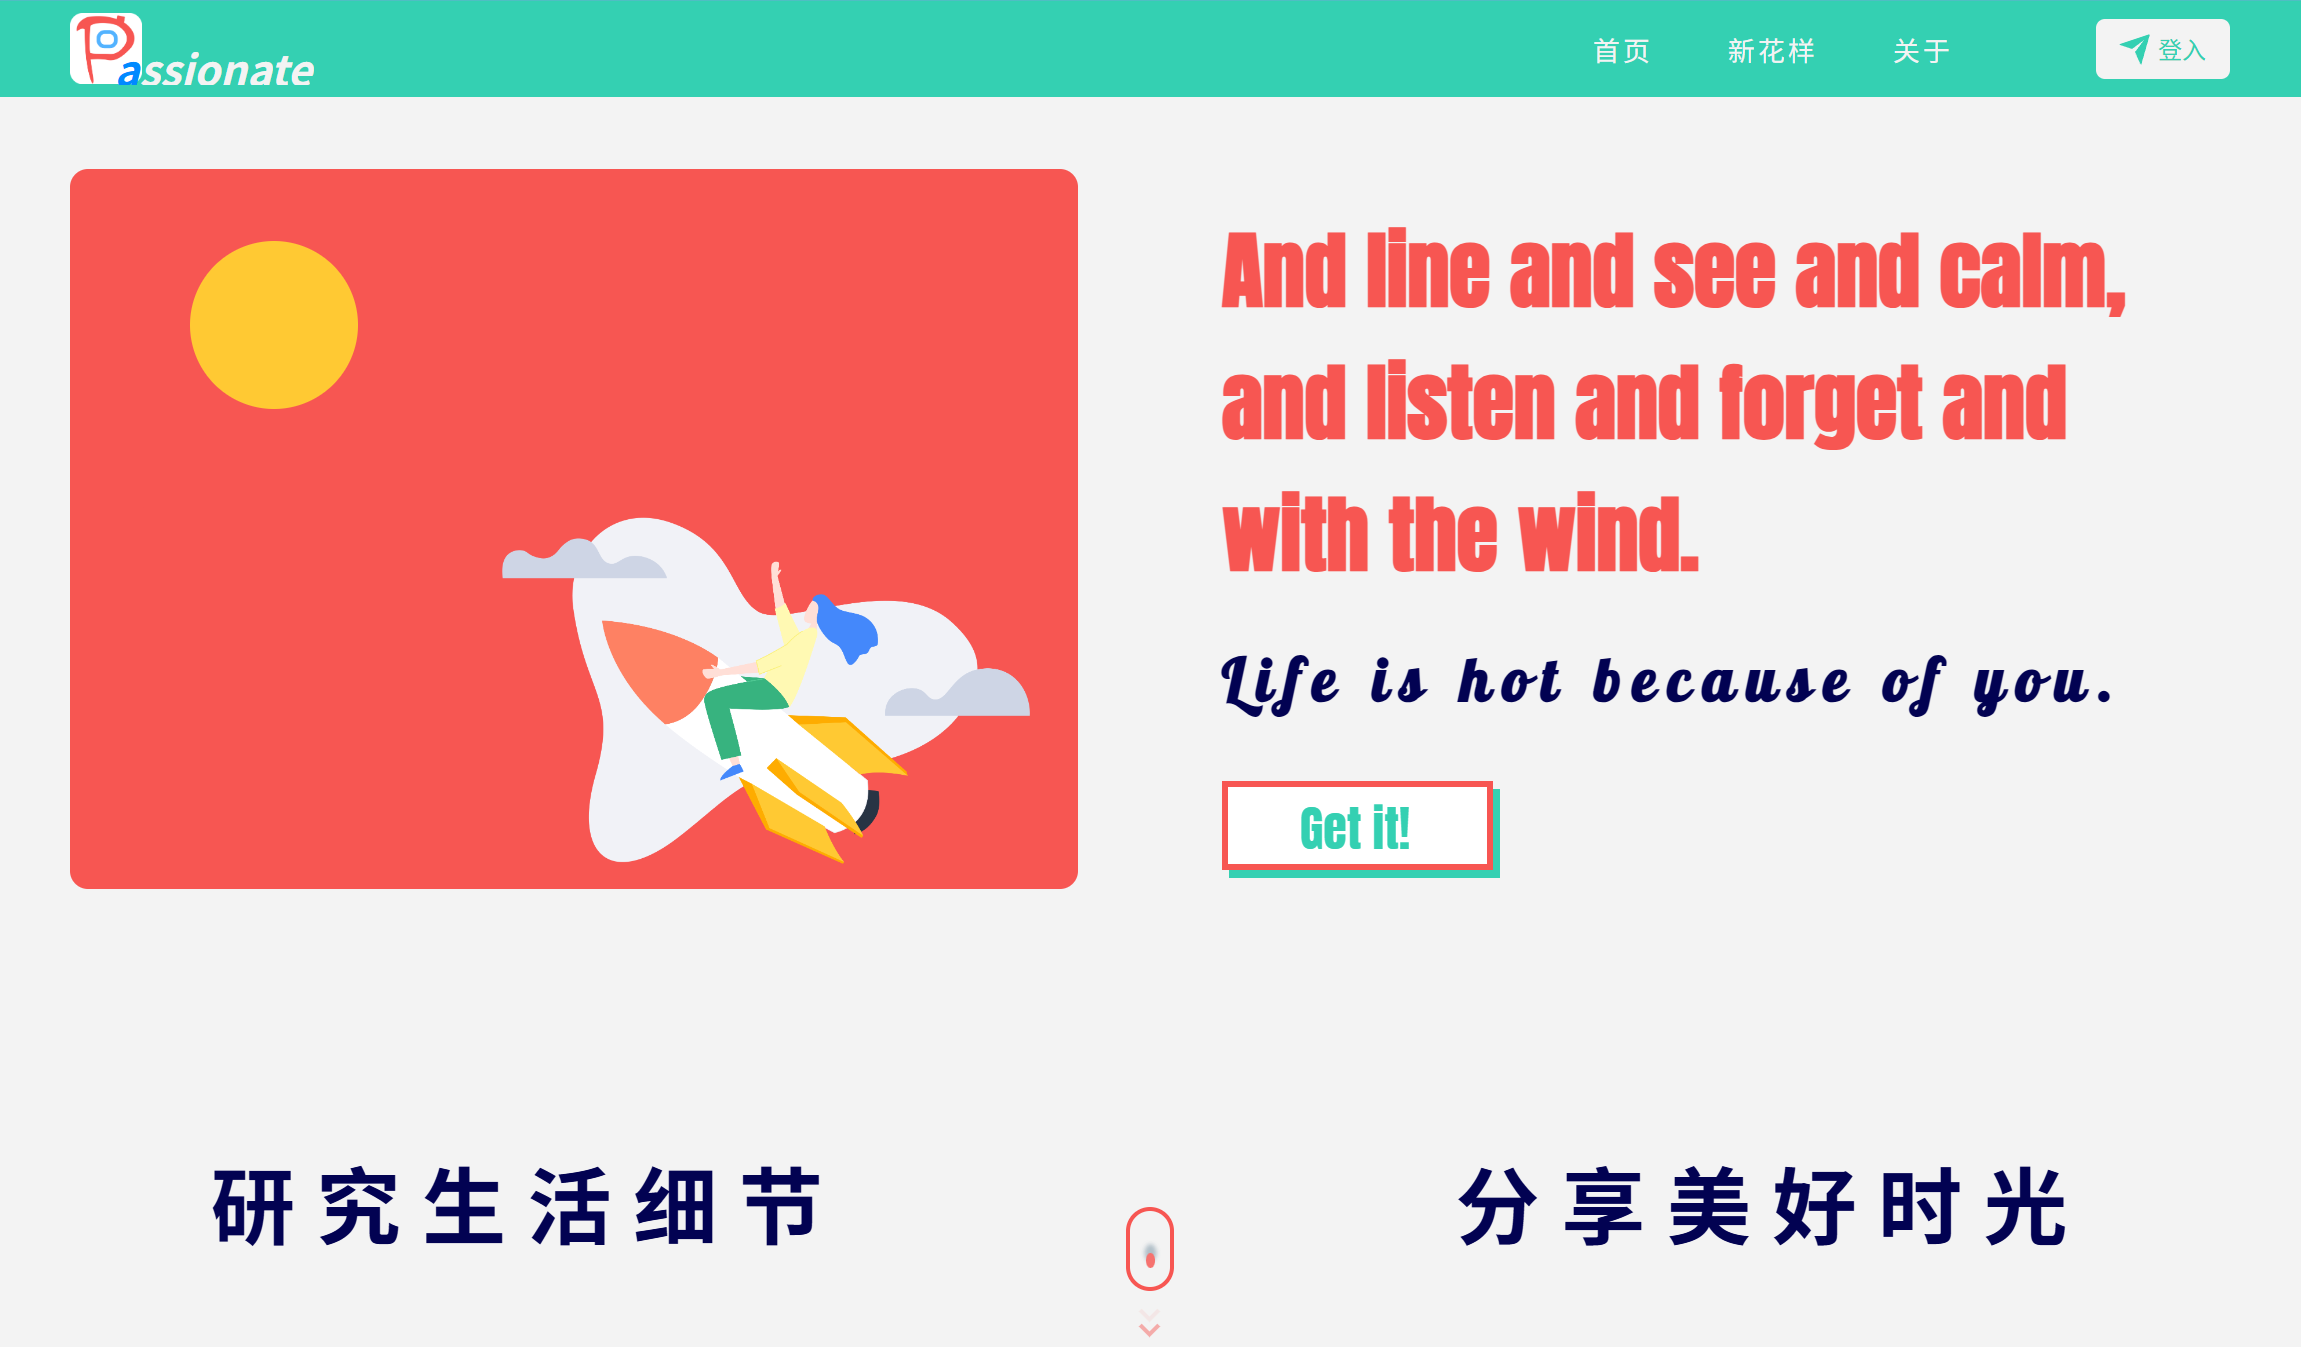 Passionate
首页 新花样 关于 登入
And line and see and calm,
and listen and forget and
with the wind.
Life is hot because of you.
Get it!
研究生活细节
分享美好时光